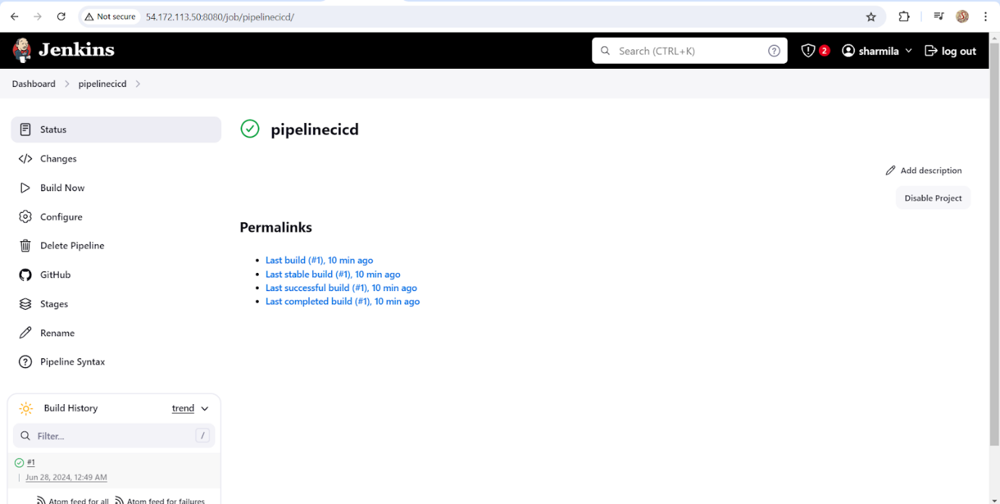 Not secure 54.172.113.50:8080/job/pipelinecicd/
Jenkins Search (CTRL+K) ? 2 sharmila log out
Dashboard > pipelinecicd >
Status
Changes
Build Now
Configure
Delete Pipeline
GitHub
Stages
Rename
Pipeline Syntax
Build History trend
Filter... /
#1
Jun 28, 2024, 12:49 AM
Atom feed for all Atom feed for failures
pipelinecicd
Add description
Disable Project
Permalinks
• Last build (#1), 10 min ago
• Last stable build (#1), 10 min ago
• Last successful build (#1), 10 min ago
• Last completed build (#1), 10 min ago